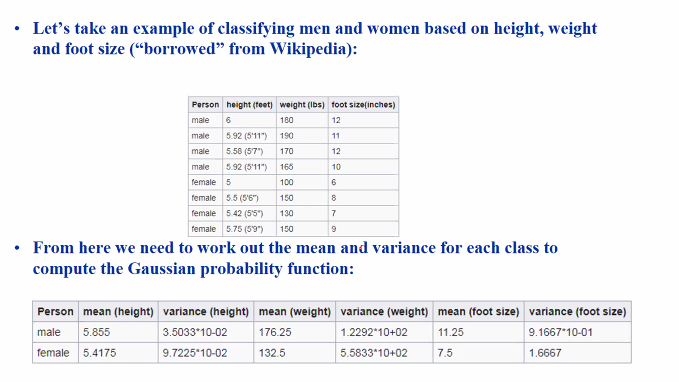 • Let's take an example of classifying men and women based on height, weight
and foot size (“borrowed” from Wikipedia):
Person height (feet) weight (lbs) foot size(inches)
male 6 180 12
male 5.92 (5'11") 190 11
male 5.58 (5'7") 170 12
male 5.92 (5'11") 165 10
female 5 100 6
female 5.5 (5'6") 150 8
female 5.42 (5'5") 130 7
female 5.75 (5'9") 150 9
• From here we need to work out the mean and variance for each class to
compute the Gaussian probability function:
Person mean (height) variance (height) mean (weight) variance (weight) mean (foot size) variance (foot size)
male 5.855 3.5033*10-02 176.25 1.2292*10+02 11.25 9.1667*10-01
female 5.4175 9.7225*10-02 132.5 5.5833*10+02 7.5 1.6667